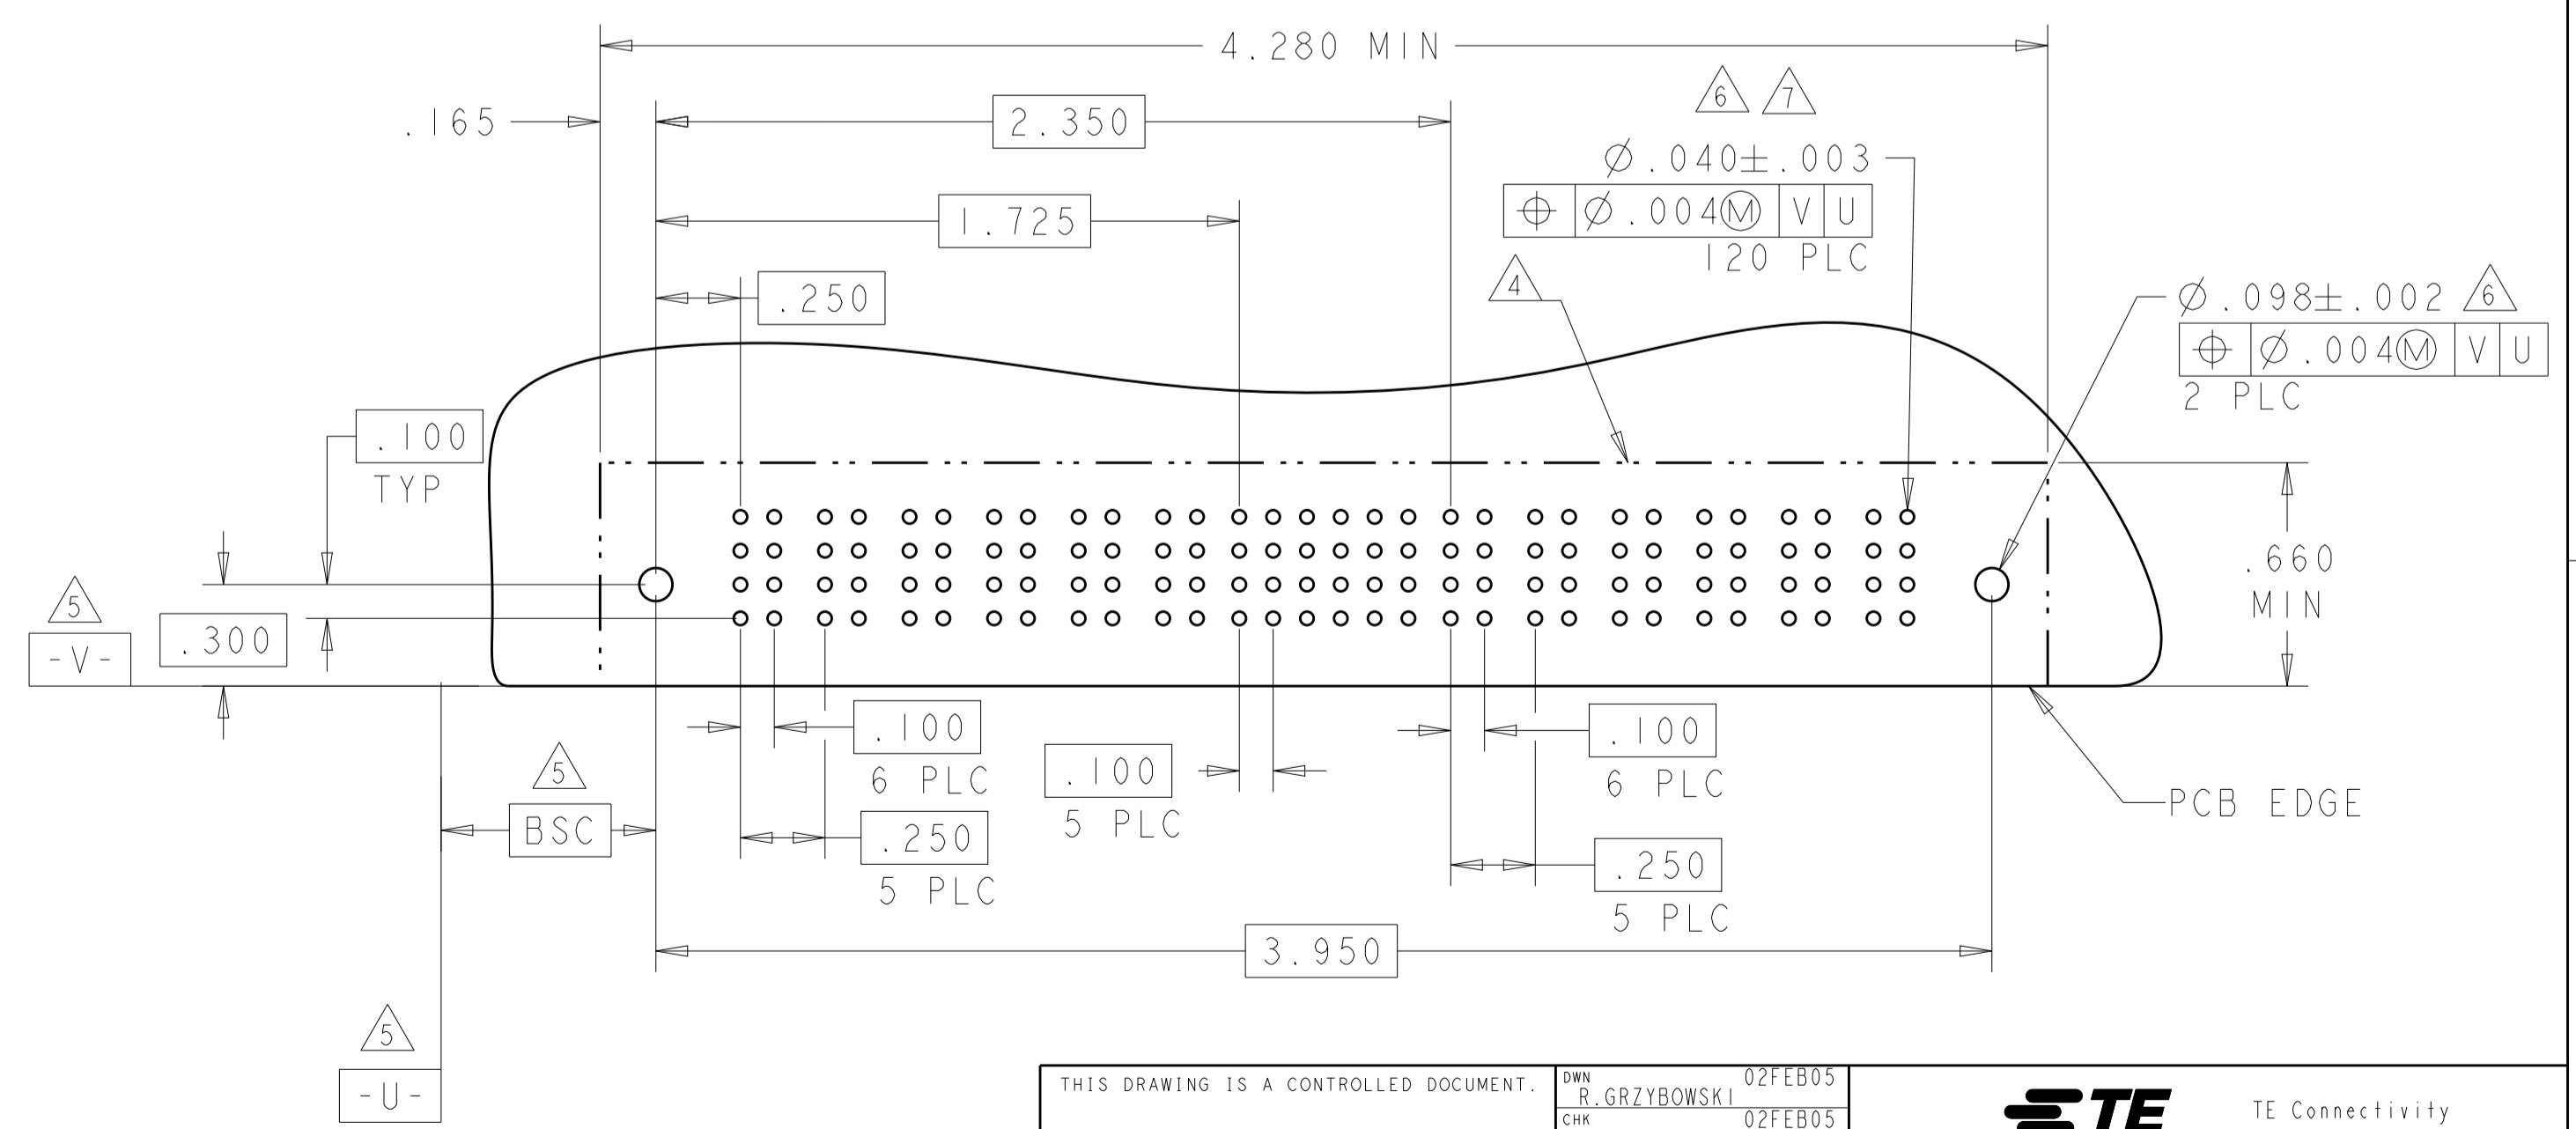 4.280 MIN
.165
2.350
6 7
Ø.040±.003
1.725
⌖ Ø.004Ⓜ V U
120 PLC
.250
4
Ø.098±.002 6
⌖ Ø.004Ⓜ V U
2 PLC
.100
TYP
.660
MIN
5
-V-
.300
.100
6 PLC
.100
5 PLC
.100
6 PLC
5
BSC
.250
5 PLC
.250
5 PLC
PCB EDGE
3.950
5
-U-
THIS DRAWING IS A CONTROLLED DOCUMENT.
DWN 02FEB05
R.GRZYBOWSKI
CHK 02FEB05
TE
TE Connectivity